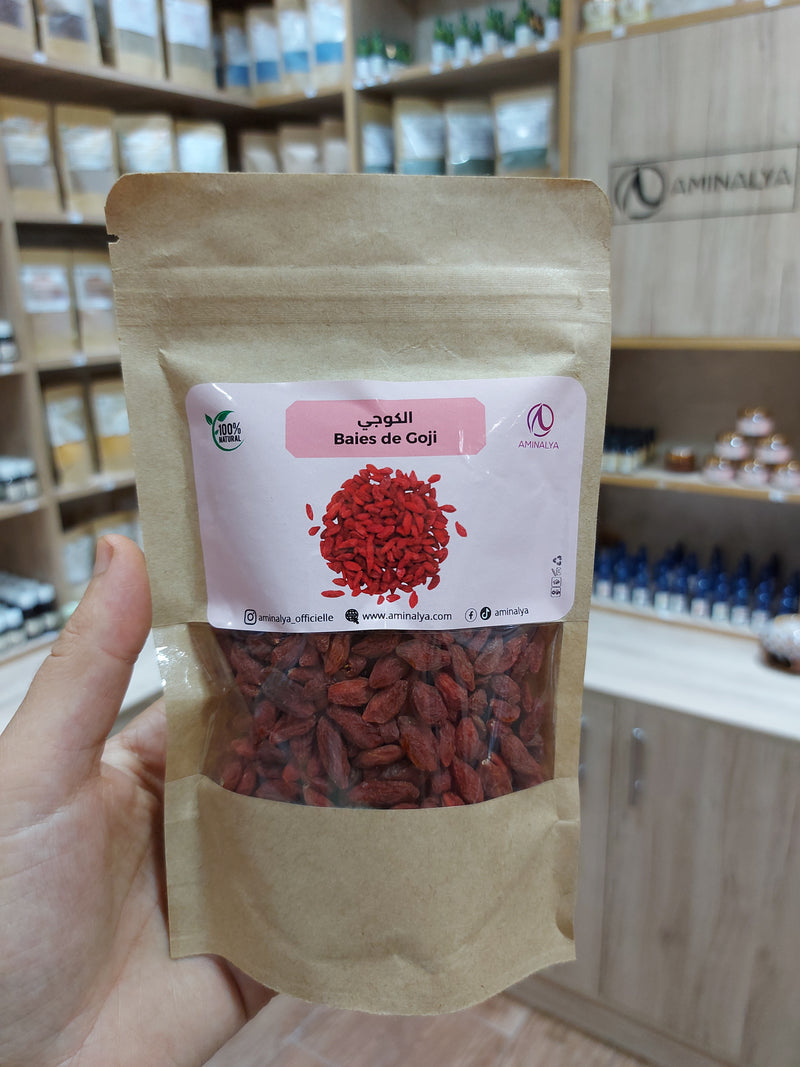 AMINALYA
100%
NATURAL
الكوجي
Baies de Goji
AMINALYA
aminalya_officielle www.aminalya.com aminalya